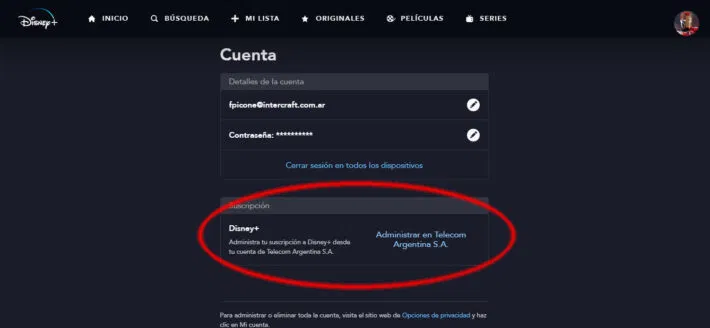 Disney+
INICIO
BÚSQUEDA
MI LISTA
ORIGINALES
PELÍCULAS
SERIES
Cuenta
Detalles de la cuenta
fpicone@intercraft.com.ar
Contraseña: **********
Cerrar sesión en todos los dispositivos
Suscripción
Disney+
Administra tu suscripción a Disney+ desde
tu cuenta de Telecom Argentina S.A.
Administrar en Telecom
Argentina S.A.
Para administrar o eliminar toda la cuenta, visita el sitio web de Opciones de privacidad y haz
clic en Mi cuenta.